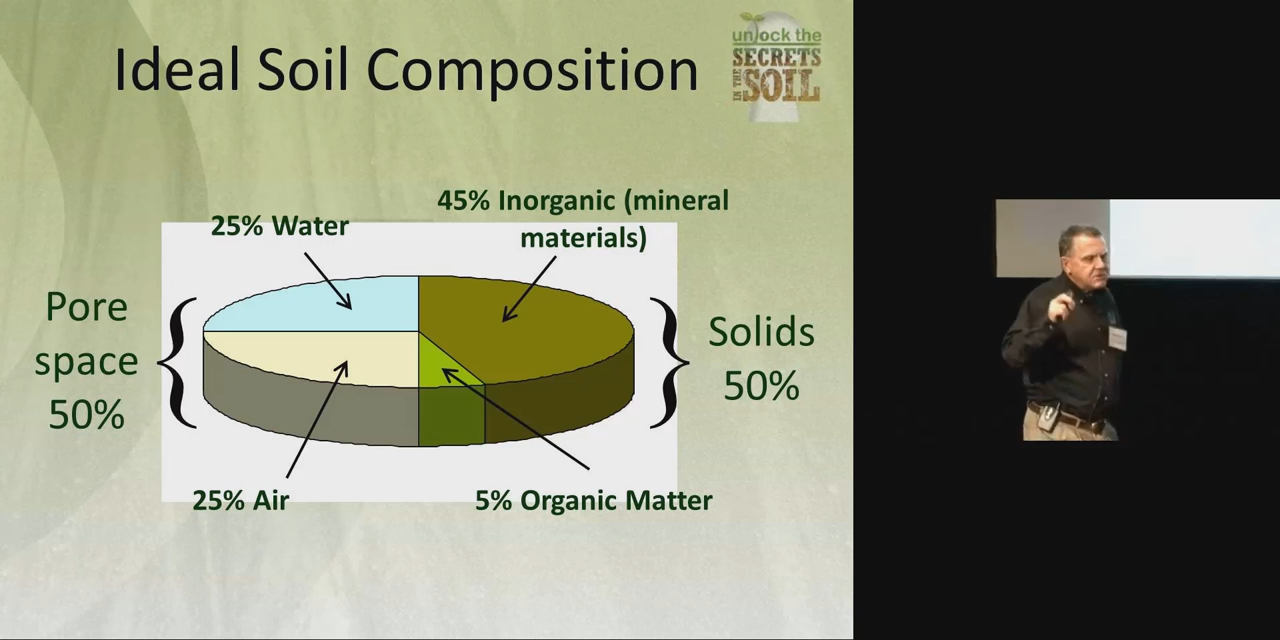 Ideal Soil Composition
unlock the
SECRETS
IN THE
SOIL
45% Inorganic (mineral
materials)
25% Water
Pore
space
50%
Solids
50%
25% Air
5% Organic Matter